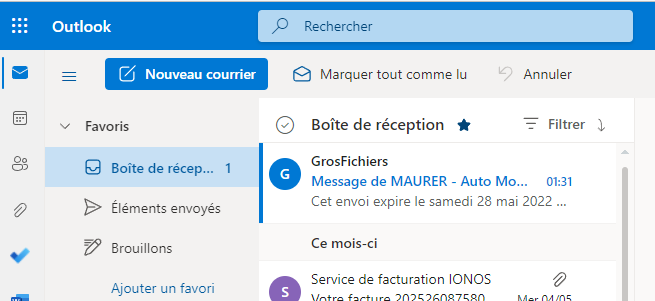 Outlook
Rechercher
Nouveau courrier
Marquer tout comme lu
Annuler
Favoris
Boîte de récep... 1
Éléments envoyés
Brouillons
Ajouter un favori
Boîte de réception
Filtrer
G
GrosFichiers
Message de MAURER - Auto Mo... 01:31
Cet envoi expire le samedi 28 mai 2022 ...
Ce mois-ci
S
Service de facturation IONOS
Votre facture 202526087580 Mer 04/05